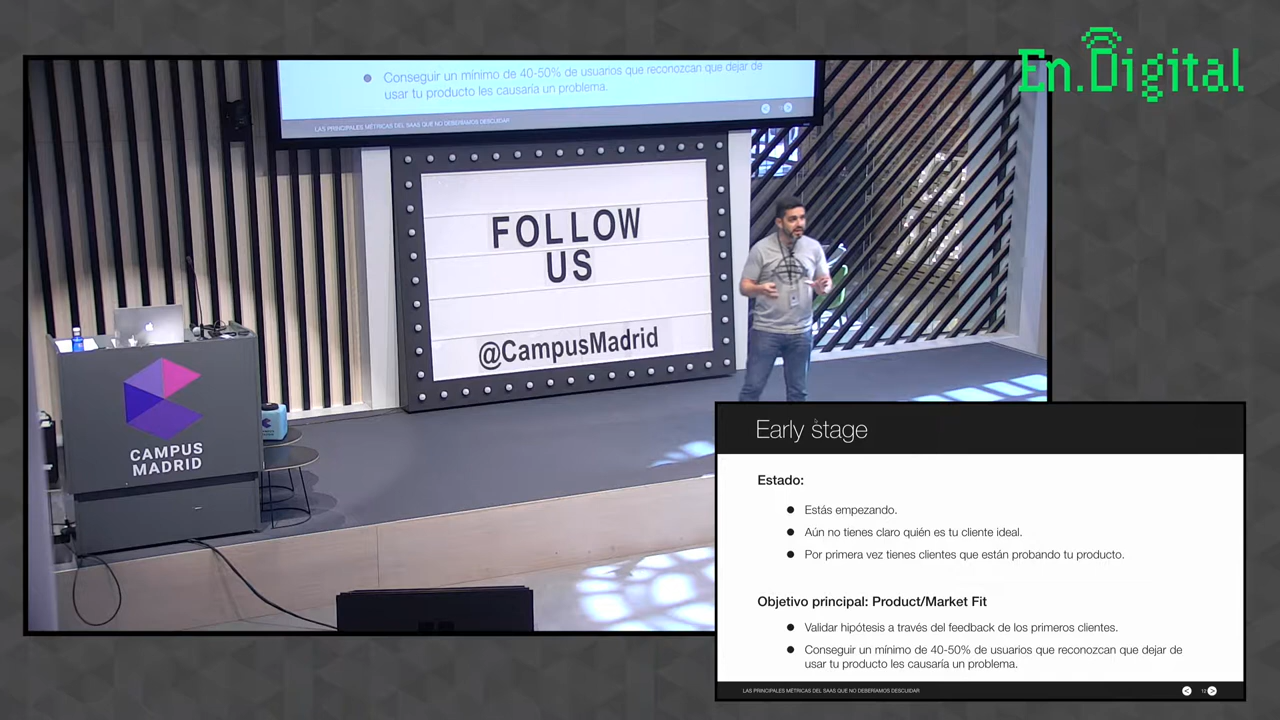 En.Digital
Conseguir un mínimo de 40-50% de usuarios que reconozcan que dejar de
usar tu producto les causaría un problema.
LAS PRINCIPALES MÉTRICAS DEL SAAS QUE NO DEBERÍAMOS DESCUIDAR
FOLLOW
US
@CampusMadrid
CAMPUS
MADRID
Early stage
Estado:
Estás empezando.
Aún no tienes claro quién es tu cliente ideal.
Por primera vez tienes clientes que están probando tu producto.
Objetivo principal: Product/Market Fit
Validar hipótesis a través del feedback de los primeros clientes.
Conseguir un mínimo de 40-50% de usuarios que reconozcan que dejar de
usar tu producto les causaría un problema.
LAS PRINCIPALES MÉTRICAS DEL SAAS QUE NO DEBERÍAMOS DESCUIDAR
< 12 >